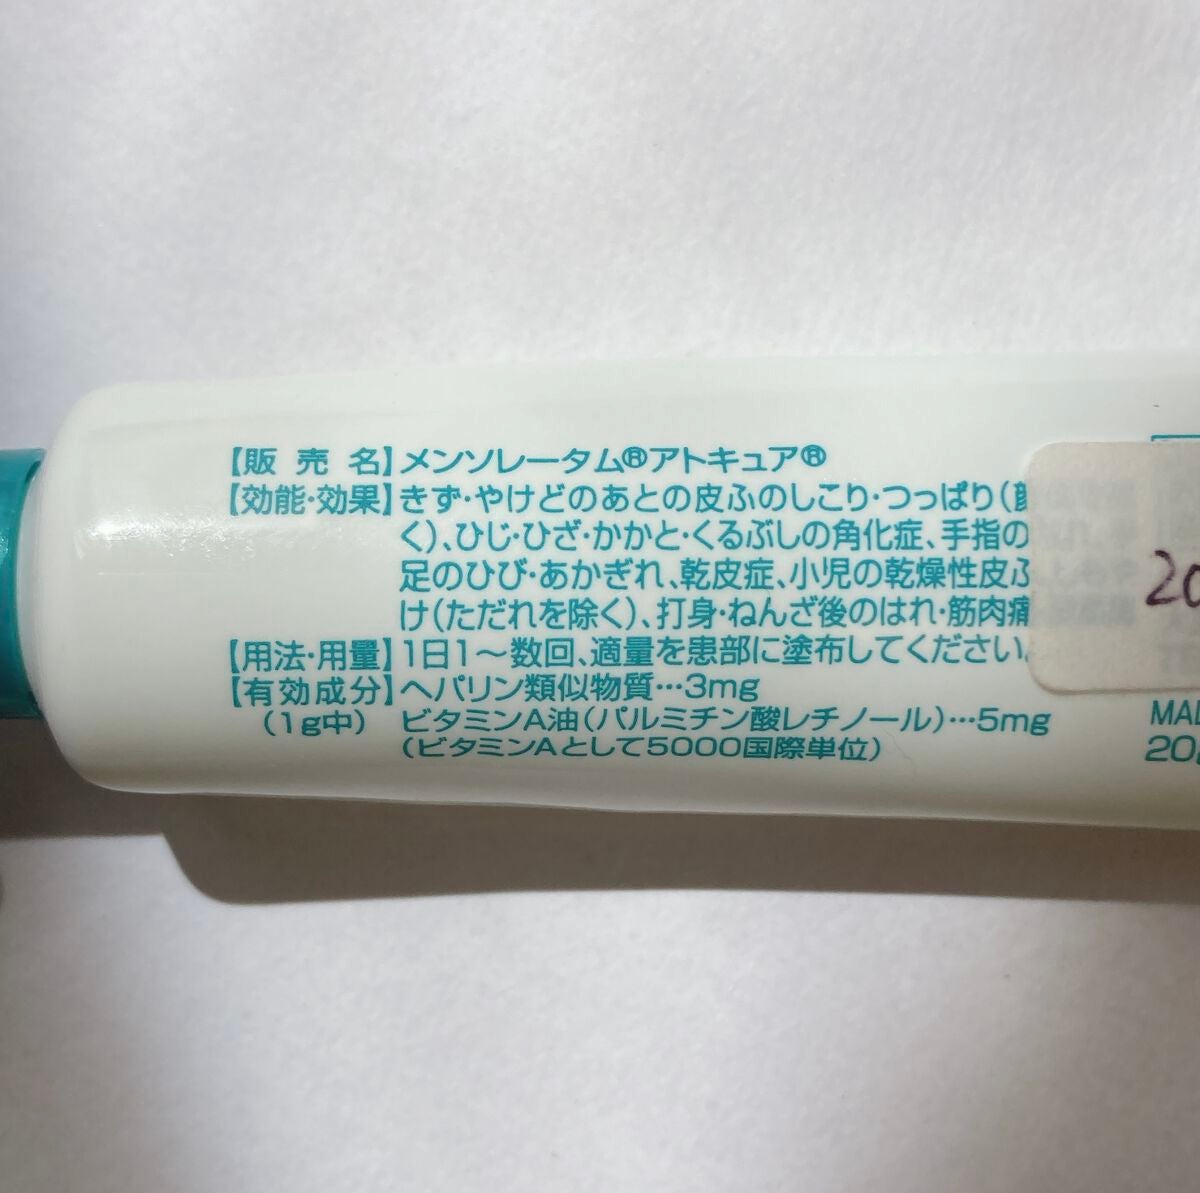 【販売名】メンソレータム®アトキュア®
【効能・効果】きず・やけどのあとの皮ふのしこり・つっぱり(顔
く)、ひじ・ひざ・かかと・くるぶしの角化症、手指の
足のひび・あかぎれ、乾皮症、小児の乾燥性皮ふ
け(ただれを除く)、打身・ねんざ後のはれ・筋肉痛
【用法・用量】1日1～数回、適量を患部に塗布してください。
【有効成分】ヘパリン類似物質…3mg
(1g中) ビタミンA油(パルミチン酸レチノール)…5mg
(ビタミンAとして5000国際単位)
20
MAD
20g